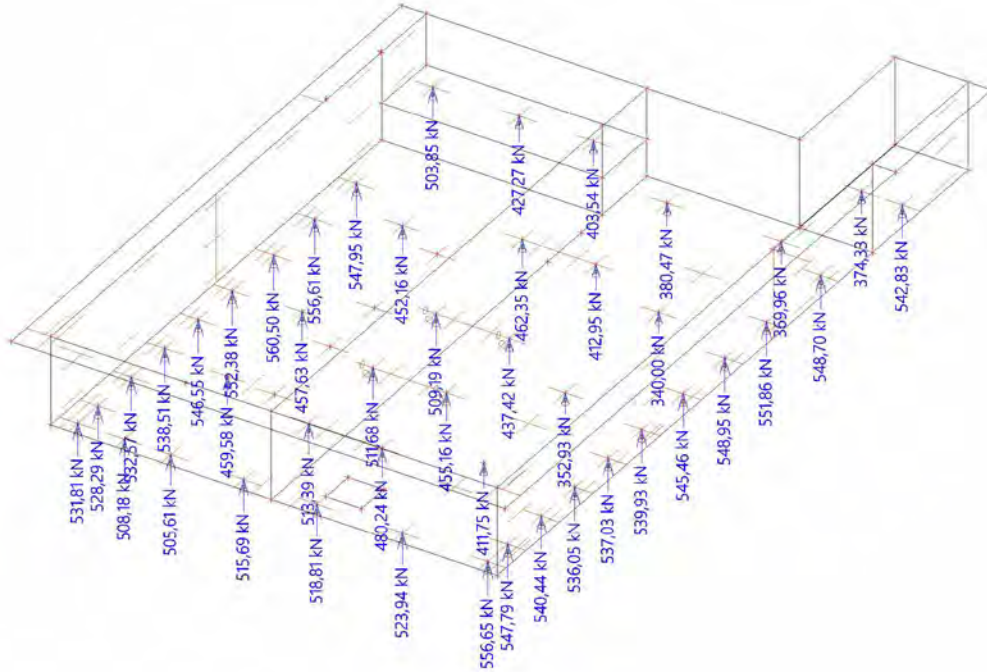 503,85 kN
427,27 kN
403,54 kN
374,33 kN
542,83 kN
547,95 kN
452,16 kN
380,47 kN
556,61 kN
462,35 kN
369,96 kN
560,50 kN
412,95 kN
548,70 kN
532,38 kN
457,63 kN
509,19 kN
340,00 kN
551,86 kN
546,55 kN
437,42 kN
538,51 kN
459,58 kN
511,68 kN
548,95 kN
532,57 kN
455,16 kN
352,93 kN
545,46 kN
528,29 kN
531,81 kN
508,18 kN
505,61 kN
513,39 kN
480,24 kN
539,93 kN
411,75 kN
537,03 kN
515,69 kN
536,05 kN
518,81 kN
540,44 kN
523,94 kN
547,79 kN
556,65 kN